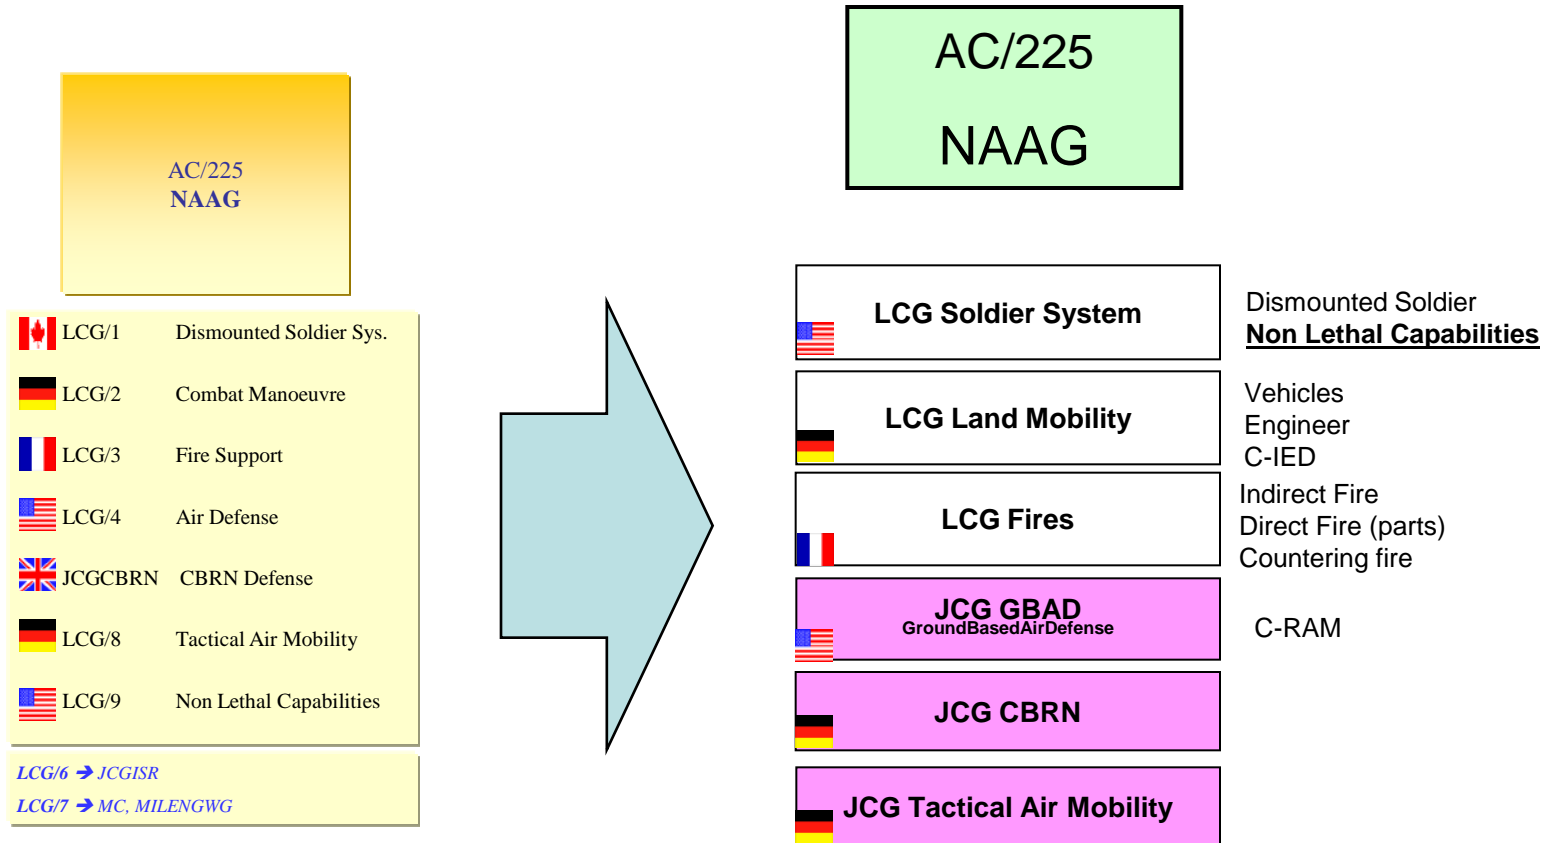 AC/225
NAAG
LCG/1 Dismounted Soldier Sys.
LCG/2 Combat Manoeuvre
LCG/3 Fire Support
LCG/4 Air Defense
JCGCBRN CBRN Defense
LCG/8 Tactical Air Mobility
LCG/9 Non Lethal Capabilities
LCG/6 ➔ JCGISR
LCG/7 ➔ MC, MILENGWG
AC/225
NAAG
LCG Soldier System
Dismounted Soldier
Non Lethal Capabilities
LCG Land Mobility
Vehicles
Engineer
C-IED
LCG Fires
Indirect Fire
Direct Fire (parts)
Countering fire
JCG GBAD
GroundBasedAirDefense
C-RAM
JCG CBRN
JCG Tactical Air Mobility